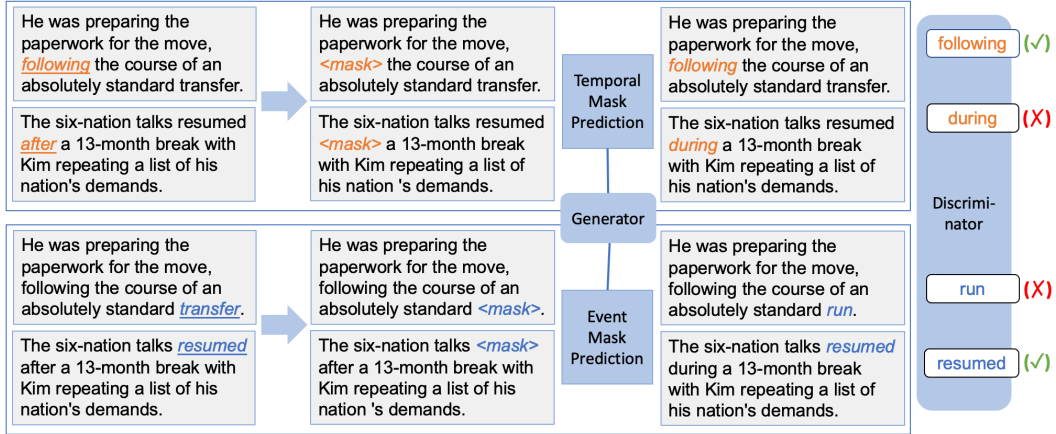 He was preparing the
paperwork for the move,
following the course of an
absolutely standard transfer.
The six-nation talks resumed
after a 13-month break with
Kim repeating a list of his
nation's demands.
He was preparing the
paperwork for the move,
<mask> the course of an
absolutely standard transfer.
The six-nation talks resumed
<mask> a 13-month break
with Kim repeating a list of
his nation 's demands.
Temporal
Mask
Prediction
He was preparing the
paperwork for the move,
following the course of an
absolutely standard transfer.
The six-nation talks resumed
during a 13-month break
with Kim repeating a list of
his nation's demands.
Generator
He was preparing the
paperwork for the move,
following the course of an
absolutely standard transfer.
The six-nation talks resumed
after a 13-month break with
Kim repeating a list of his
nation's demands.
He was preparing the
paperwork for the move,
following the course of an
absolutely standard <mask>.
The six-nation talks <mask>
after a 13-month break with
Kim repeating a list of his
nation 's demands.
Event
Mask
Prediction
He was preparing the
paperwork for the move,
following the course of an
absolutely standard run.
The six-nation talks resumed
during a 13-month break
with Kim repeating a list of
his nation's demands.
following (✓)
during (✗)
Discrimi-
nator
run (✗)
resumed (✓)